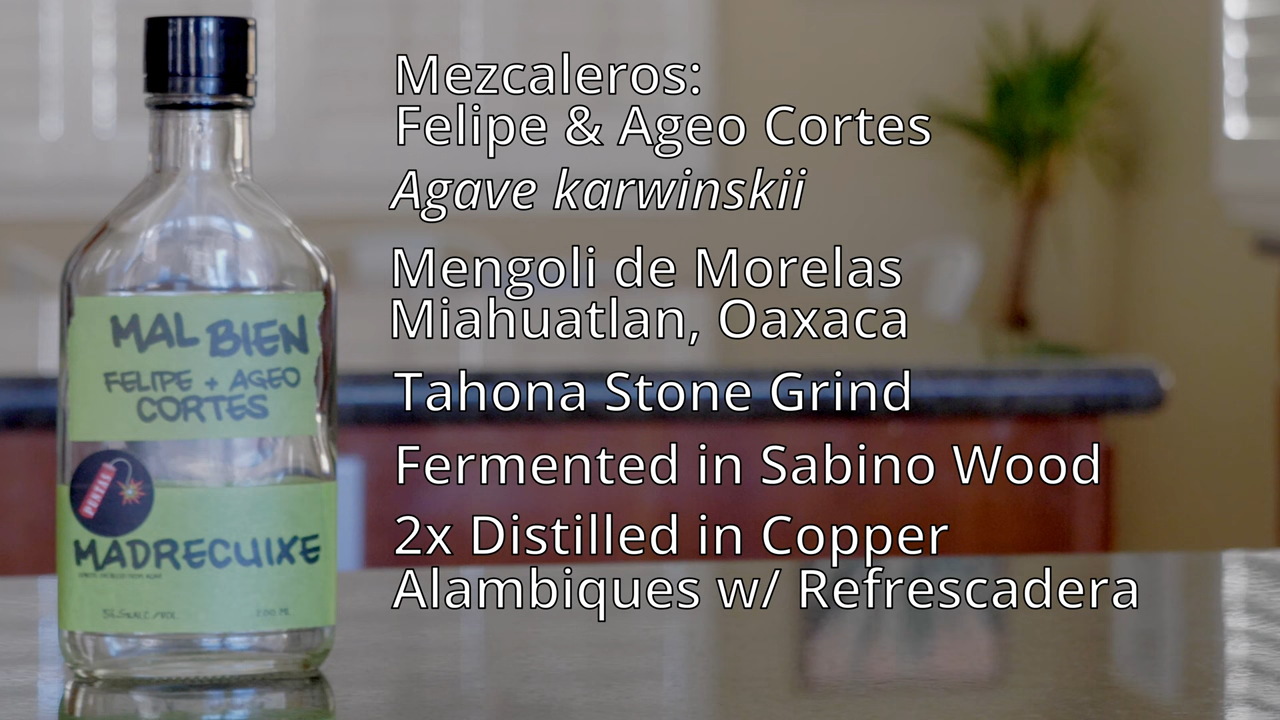 Mezcaleros:
Felipe & Ageo Cortes
Agave karwinskii
Mengoli de Morelas
Miahuatlan, Oaxaca
Tahona Stone Grind
Fermented in Sabino Wood
2x Distilled in Copper
Alambiques w/ Refrescadera
MAL BIEN
FELIPE + AGEO
CORTES
MADRECUIXE